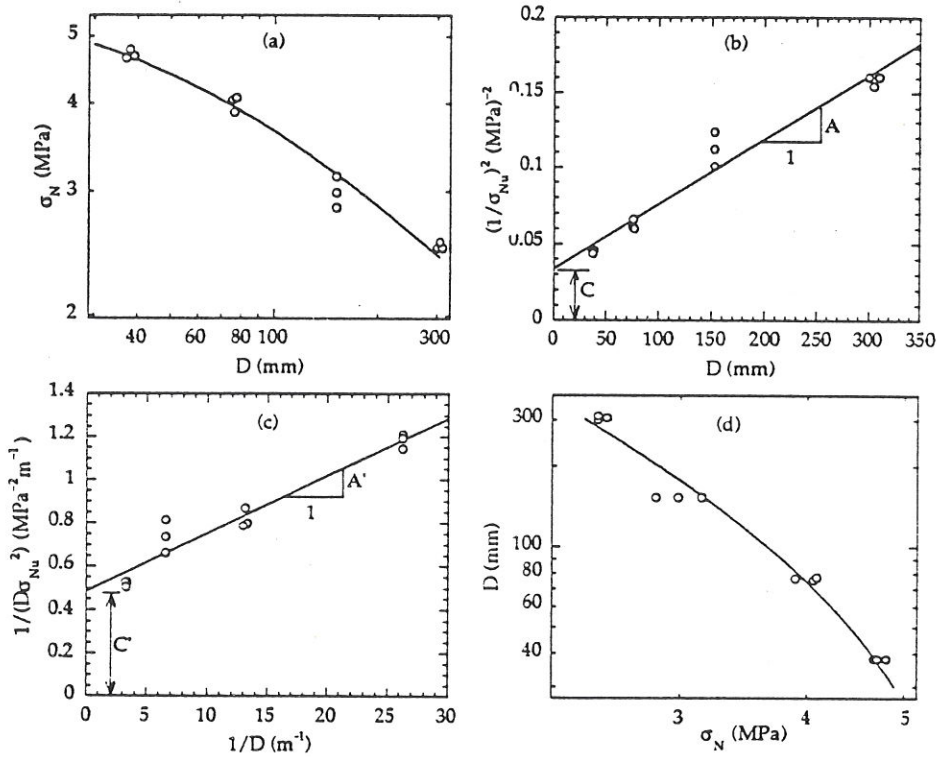 (a)
5
4
3
2
σN (MPa)
40 60 80 100 300
D (mm)
(b)
0.2
0.15
0.1
0.05
0
(1/σNu)² (MPa)⁻²
A
1
C
0 50 100 150 200 250 300 350
D (mm)
(c)
1.4
1.2
1
0.8
0.6
0.4
0.2
0
1/(DσNu²) (MPa⁻²m⁻¹)
A'
1
C'
0 5 10 15 20 25 30
1/D (m⁻¹)
(d)
300
100
80
60
40
D (mm)
3 4 5
σN (MPa)